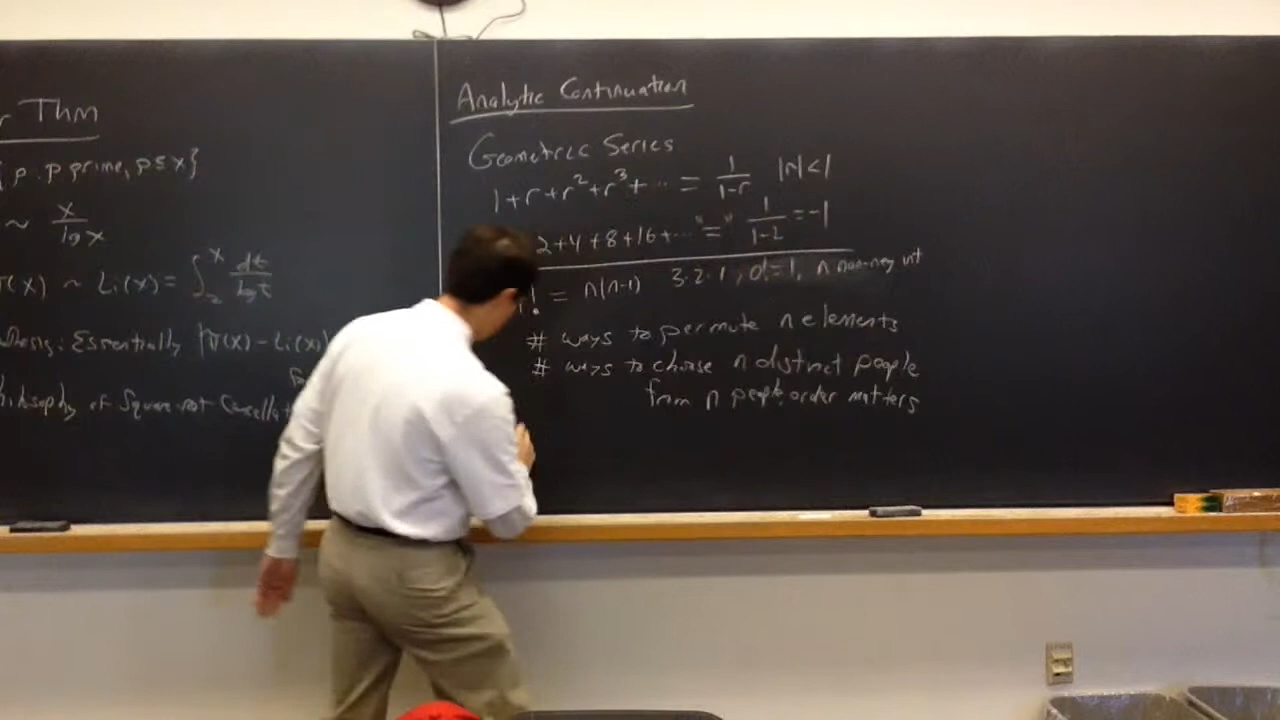 Thm
{p : p prime, p ≤ x}
~ x / log x
π(x) ~ Li(x) = ∫_2^x dt / log t
Essentially |π(x) - Li(x)|
Philosophy of Square root
Analytic Continuation
Geometric Series
1 + r + r² + r³ + ... = 1/(1-r) |r| < 1
2 + 4 + 8 + 16 + ... "=" 1/(1-2) = -1
! = n(n-1) 3·2·1, 0! = 1, n non-neg int
# ways to permute n elements
# ways to choose n distinct people
from n people, order matters